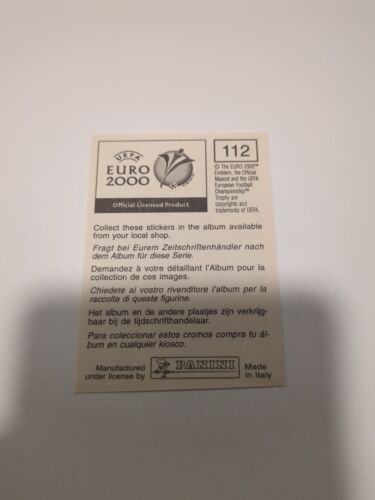 UEFA
EURO
2000
Official Licensed Product.
112
© The EURO 2000™
Emblem, the Official
Mascot and the UEFA
European Football
Championship™
Trophy are
copyrights and
trademarks of UEFA.
Collect these stickers in the album available
from your local shop.
Fragt bei Eurem Zeitschriftenhändler nach
dem Album für diese Serie.
Demandez à votre détaillant l'Album pour la
collection de ces images.
Chiedete al vostro rivenditore l'album per la
raccolta di queste figurine.
Het album en de andere plaatjes zijn verkrijg-
baar bij de tijdschrifthandelaar.
Para coleccionar estos cromos compra tu ál-
bum en cualquier kiosco.
Manufactured
under license by
PANINI
Made
in Italy